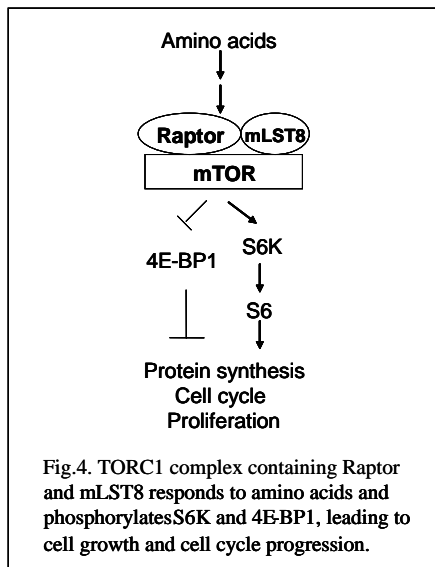 Amino acids
Raptor mLST8
mTOR
4E-BP1 S6K
S6
Protein synthesis
Cell cycle
Proliferation
Fig.4. TORC1 complex containing Raptor
and mLST8 responds to amino acids and
phosphorylatesS6K and 4E-BP1, leading to
cell growth and cell cycle progression.